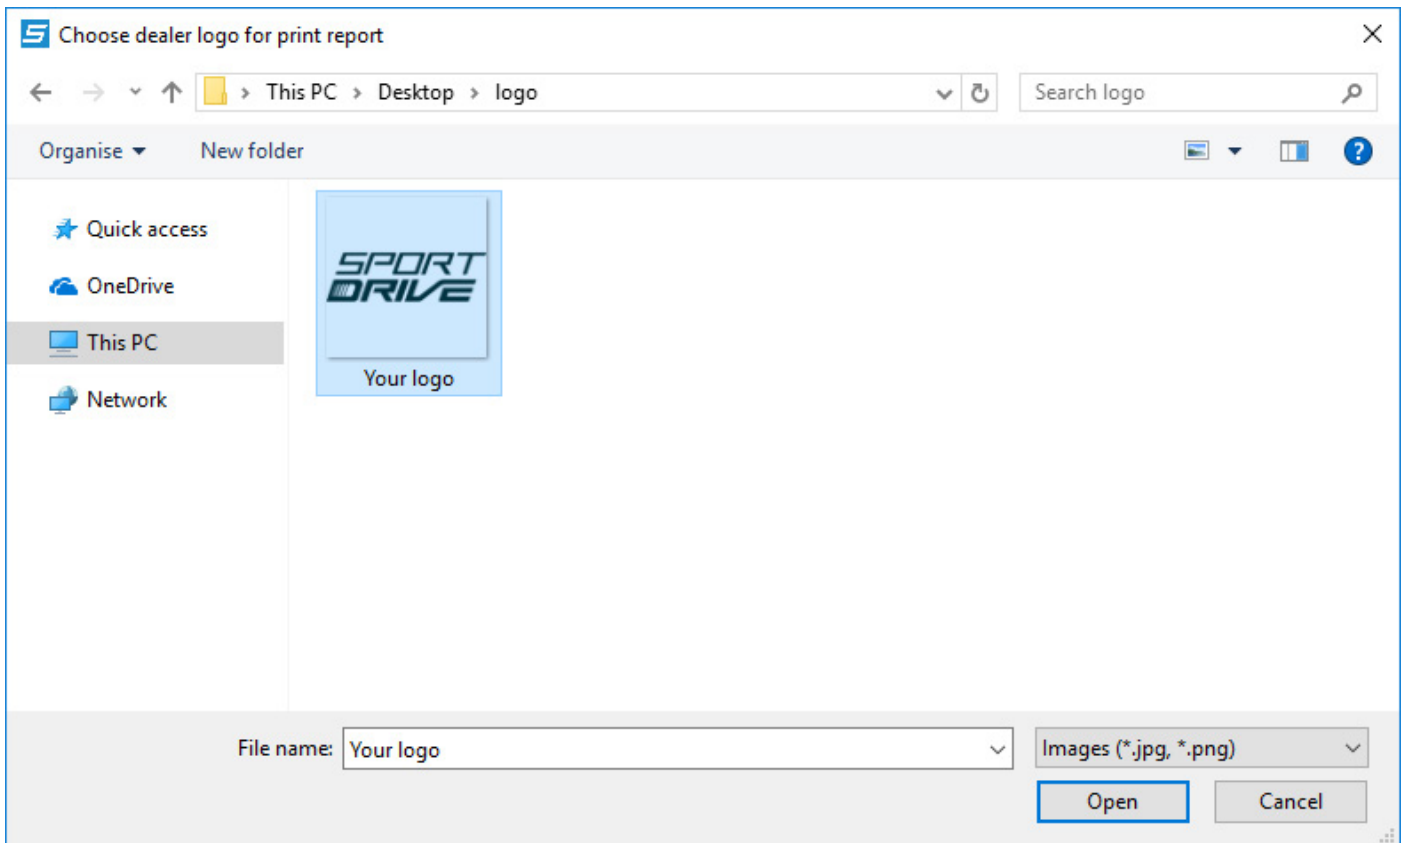 Choose dealer logo for print report
This PC > Desktop > logo
Search logo
Organise
New folder
Quick access
OneDrive
This PC
Network
SPORT
DRIVE
Your logo
File name: Your logo
Images (*.jpg, *.png)
Open
Cancel